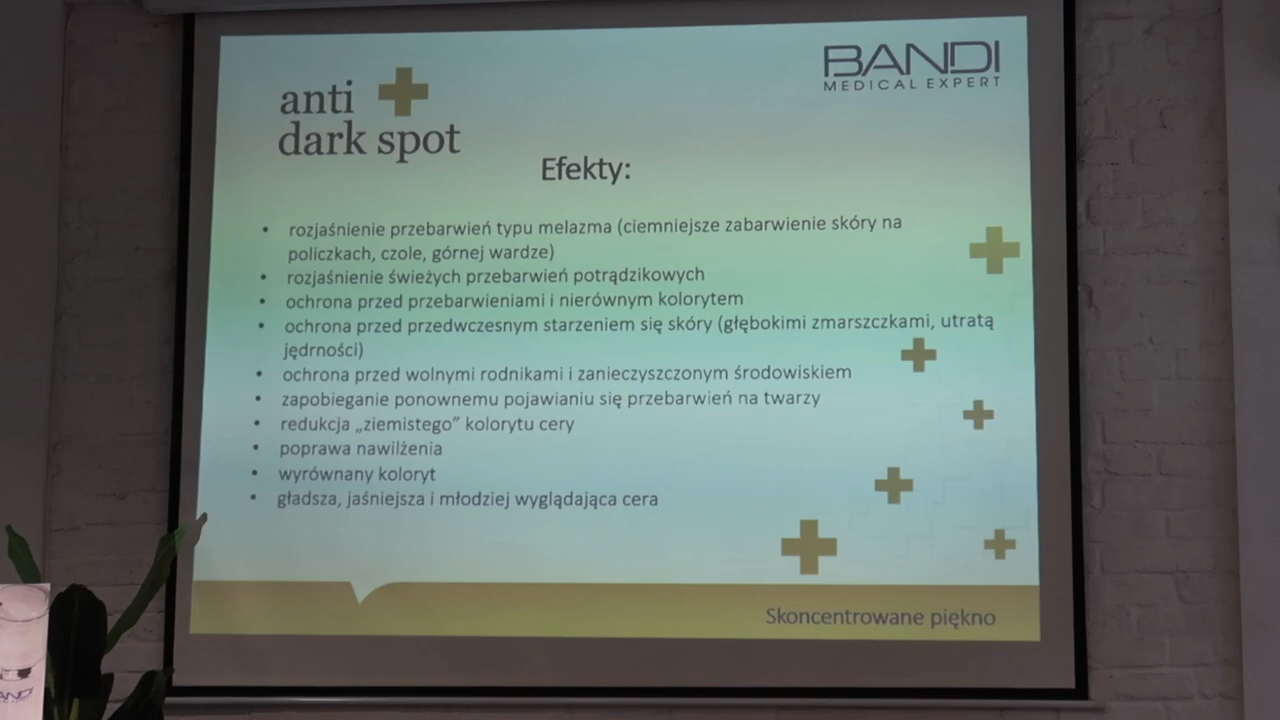 BANDI
MEDICAL EXPERT
anti
dark spot
Efekty:
• rozjaśnienie przebarwień typu melazma (ciemniejsze zabarwienie skóry na
policzkach, czole, górnej wardze)
• rozjaśnienie świeżych przebarwień potrądzikowych
• ochrona przed przebarwieniami i nierównym kolorytem
• ochrona przed przedwczesnym starzeniem się skóry (głębokimi zmarszczkami, utratą
jędrności)
• ochrona przed wolnymi rodnikami i zanieczyszczonym środowiskiem
• zapobieganie ponownemu pojawianiu się przebarwień na twarzy
• redukcja „ziemistego” kolorytu cery
• poprawa nawilżenia
• wyrównany koloryt
• gładsza, jaśniejsza i młodziej wyglądająca cera
Skoncentrowane piękno